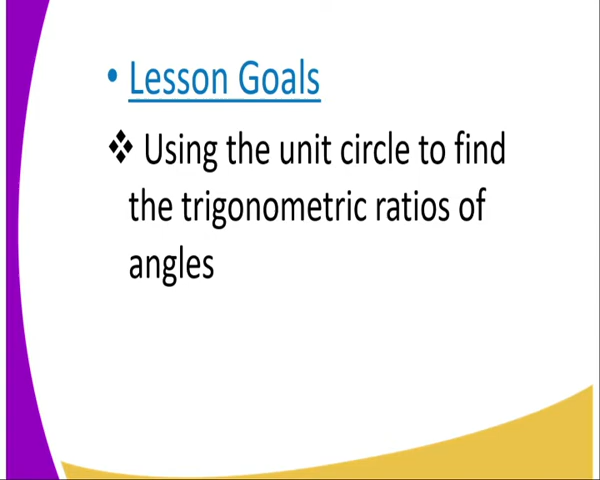 • Lesson Goals
❖ Using the unit circle to find
the trigonometric ratios of
angles